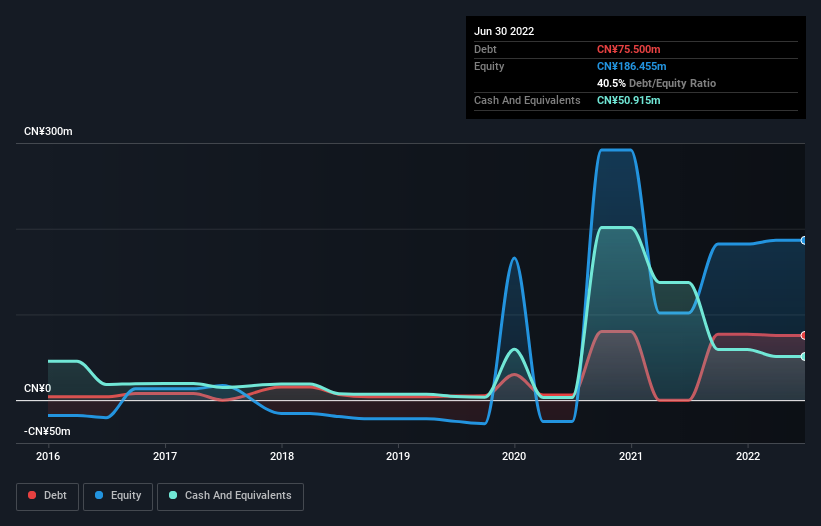 Jun 30 2022
Debt CN¥75.500m
Equity CN¥186.455m
40.5% Debt/Equity Ratio
Cash And Equivalents CN¥50.915m
CN¥300m
CN¥0
-CN¥50m
2016 2017 2018 2019 2020 2021 2022
Debt Equity Cash And Equivalents